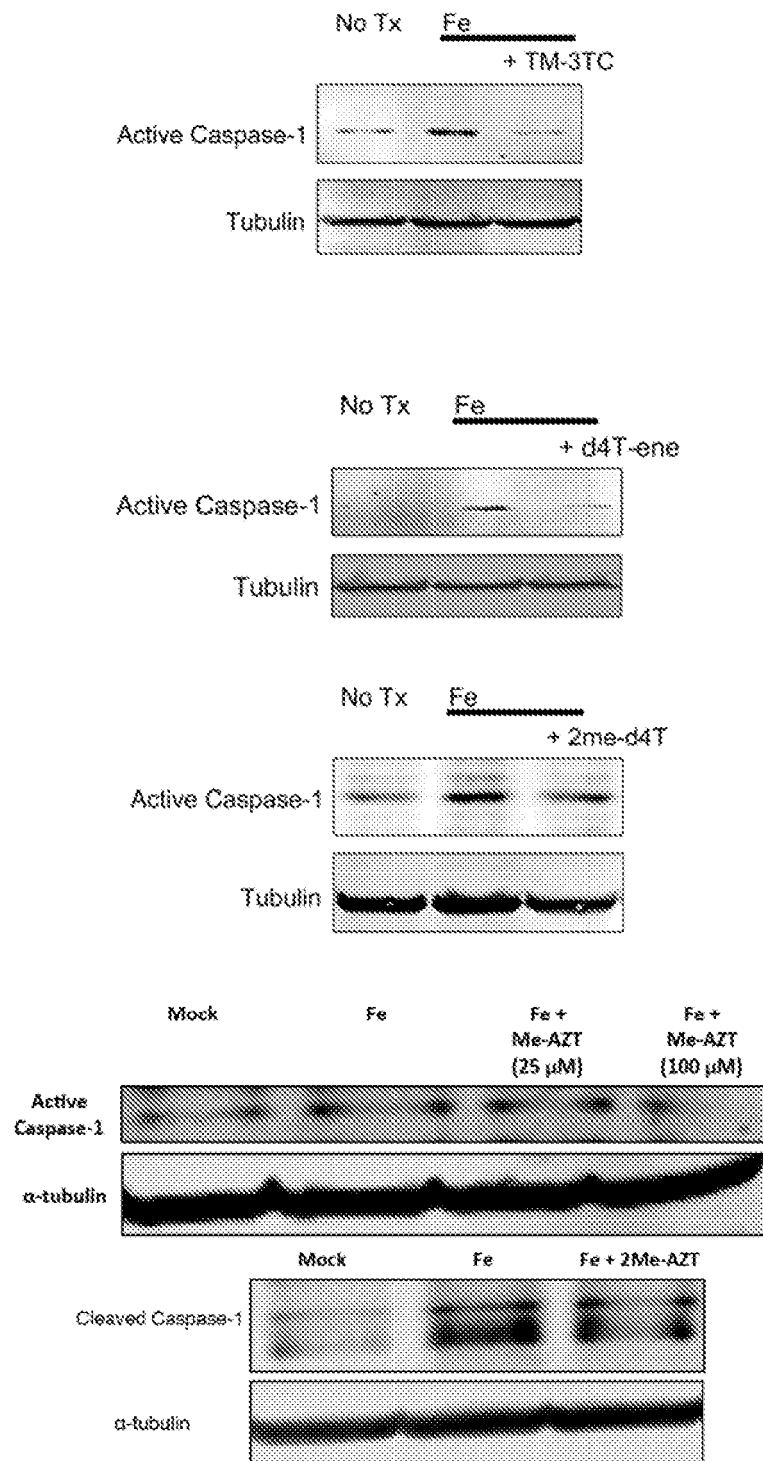 No Tx Fe
+ TM-3TC
Active Caspase-1
Tubulin
No Tx Fe
+ d4T-ene
Active Caspase-1
Tubulin
No Tx Fe
+ 2me-d4T
Active Caspase-1
Tubulin
Mock Fe Fe + Fe +
Me-AZT Me-AZT
(25 µM) (100 µM)
Active
Caspase-1
α-tubulin
Mock Fe Fe + 2Me-AZT
Cleaved Caspase-1
α-tubulin